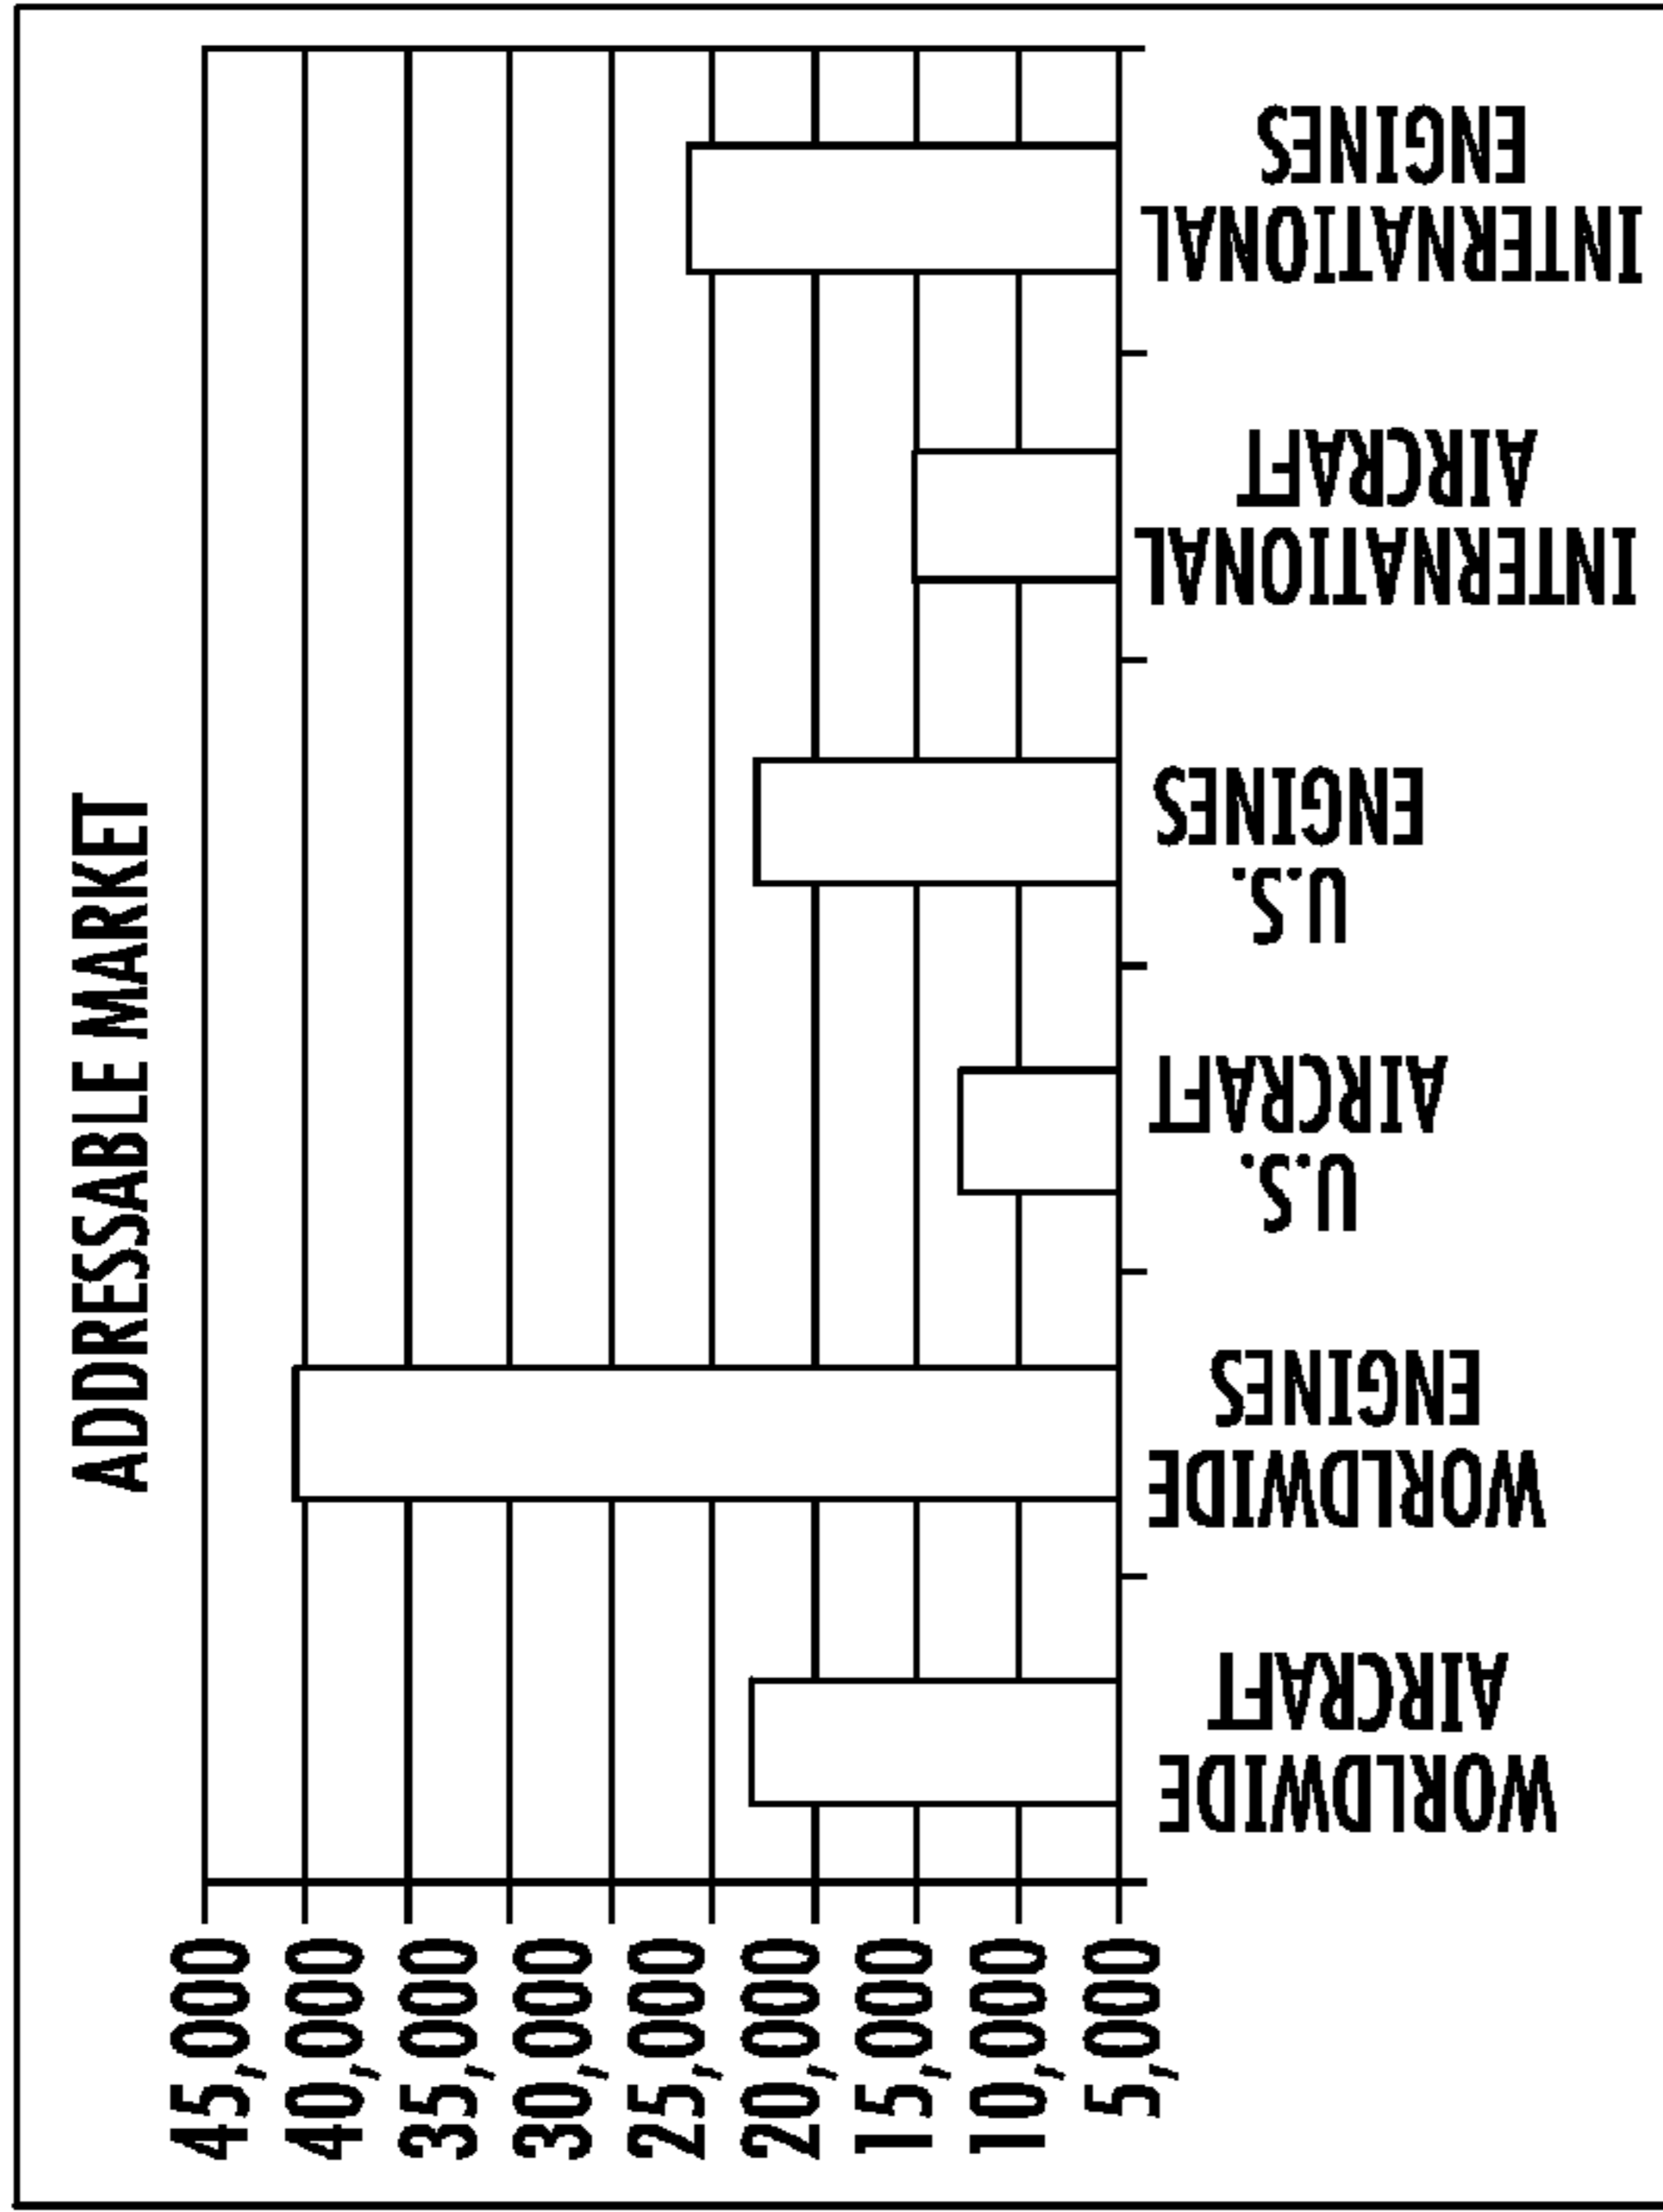 ADDRESSABLE MARKET
45,000
40,000
35,000
30,000
25,000
20,000
15,000
10,000
5,000
WORLDWIDE
AIRCRAFT
WORLDWIDE
ENGINES
U.S.
AIRCRAFT
U.S.
ENGINES
INTERNATIONAL
AIRCRAFT
INTERNATIONAL
ENGINES